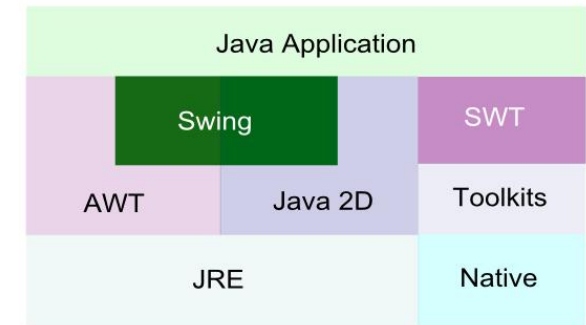 Java Application
Swing
SWT
AWT
Java 2D
Toolkits
JRE
Native